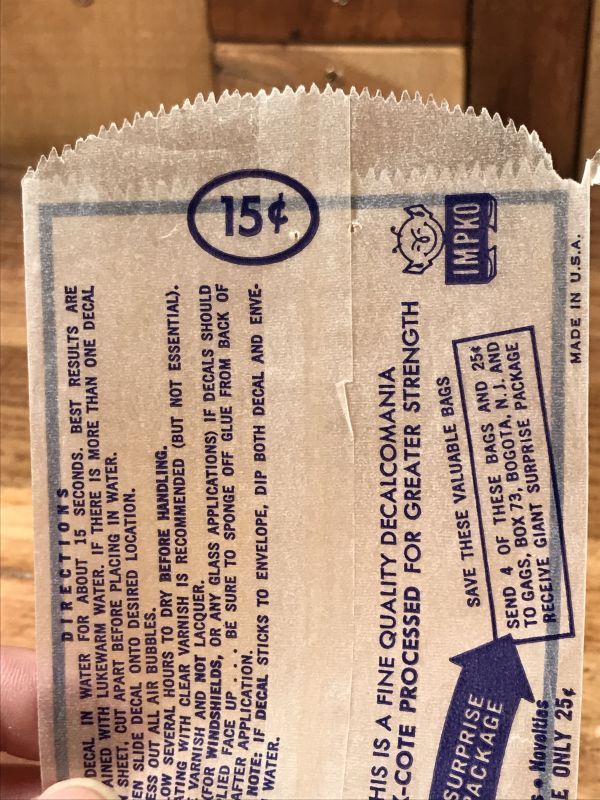 15¢
DIRECTIONS
DECAL IN WATER FOR ABOUT 15 SECONDS. BEST RESULTS ARE
AINED WITH LUKEWARM WATER. IF THERE IS MORE THAN ONE DECAL
SHEET, CUT APART BEFORE PLACING IN WATER.
EN SLIDE DECAL ONTO DESIRED LOCATION.
ESS OUT ALL AIR BUBBLES.
OW SEVERAL HOURS TO DRY BEFORE HANDLING.
ATING WITH CLEAR VARNISH IS RECOMMENDED (BUT NOT ESSENTIAL).
E VARNISH AND NOT LACQUER.
(FOR WINDSHIELDS, OR ANY GLASS APPLICATIONS) IF DECALS SHOULD
LIED FACE UP . . . . BE SURE TO SPONGE OFF GLUE FROM BACK OF
AFTER APPLICATION.
NOTE: IF DECAL STICKS TO ENVELOPE, DIP BOTH DECAL AND ENVE-
WATER.
IMPKO
HIS IS A FINE QUALITY DECALCOMANIA
-COTE PROCESSED FOR GREATER STRENGTH
SAVE THESE VALUABLE BAGS
SEND 4 OF THESE BAGS AND 25¢
TO GAGS, BOX 73, BOGOTA, N. J. AND
RECEIVE GIANT SURPRISE PACKAGE
SURPRISE
ACKAGE
Novelties
E ONLY 25¢
MADE IN U.S.A.